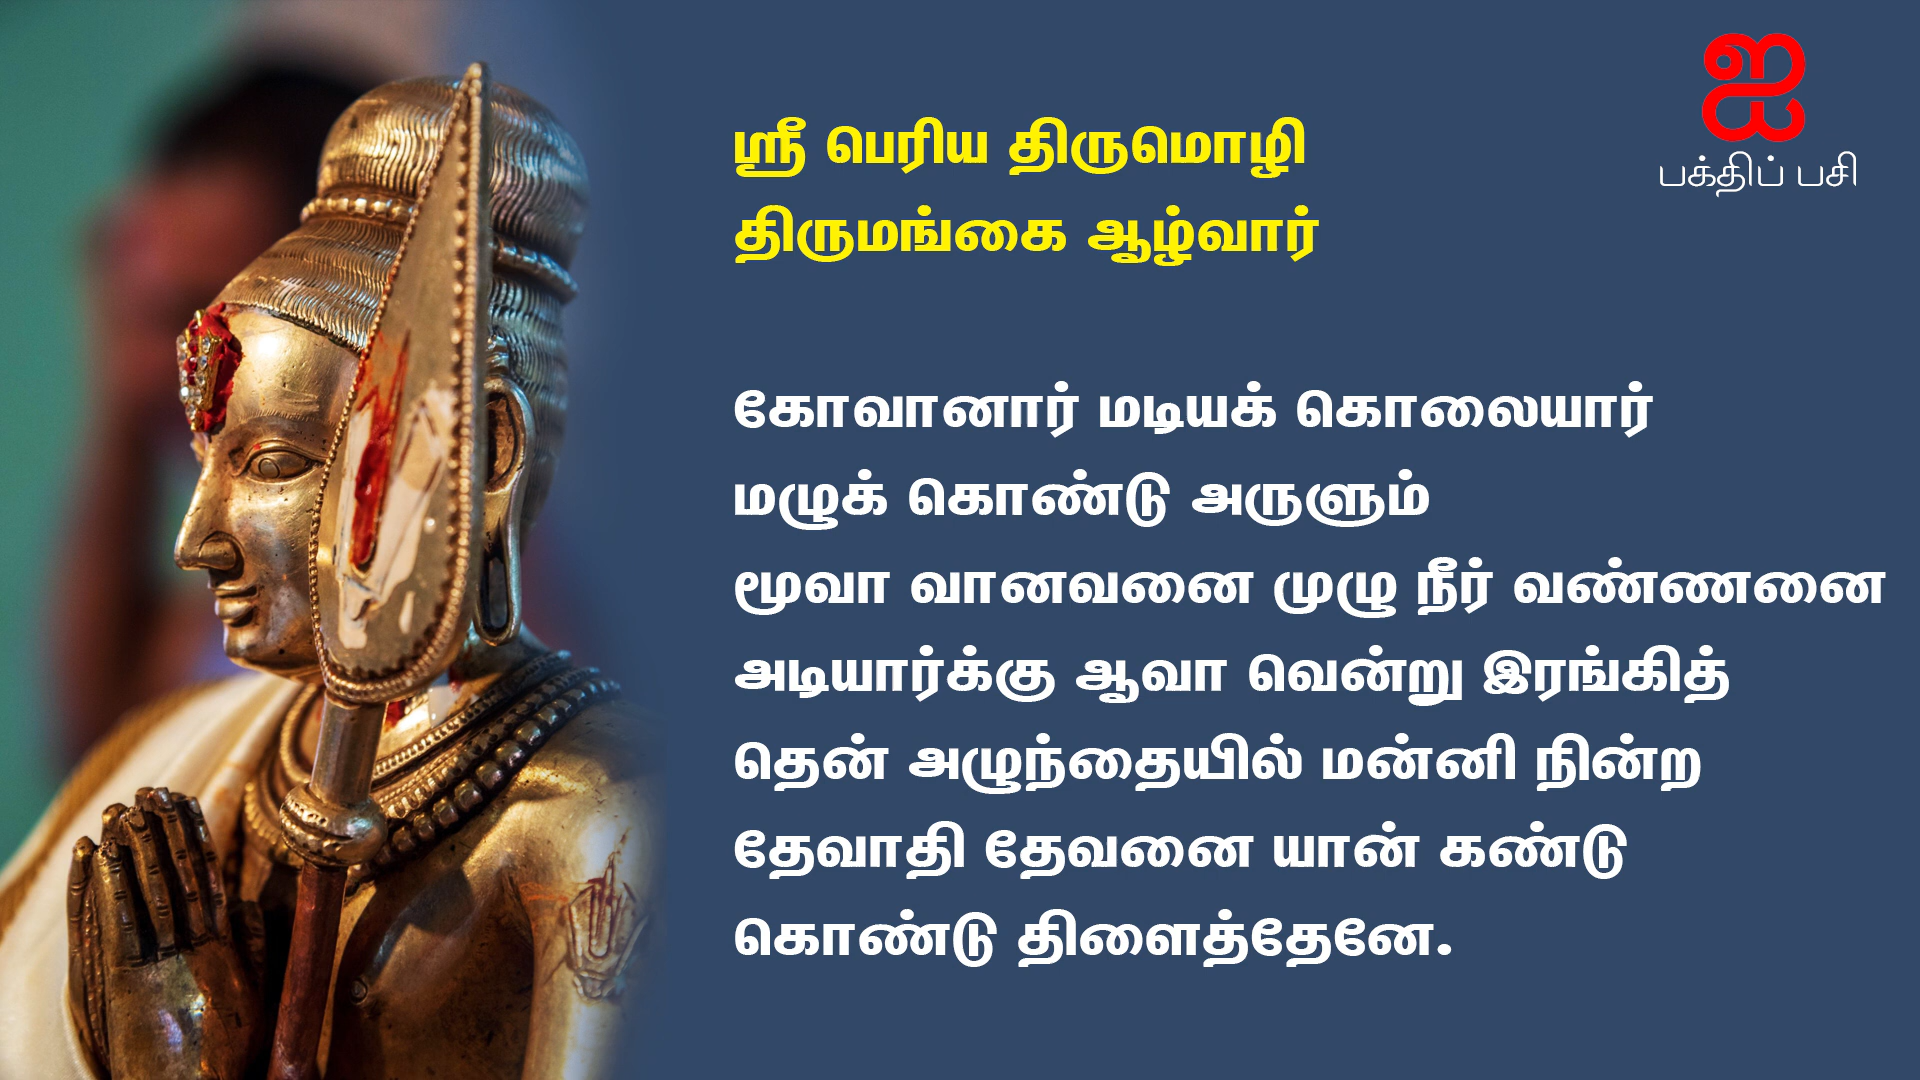 ஸ்ரீ பெரிய திருமொழி
திருமங்கை ஆழ்வார்
ஐ
பக்திப் பசி
கோவானார் மடியக் கொலையார்
மழுக் கொண்டு அருளும்
மூவா வானவனை முழு நீர் வண்ணனை
அடியார்க்கு ஆவா வென்று இரங்கித்
தென் அழுந்தையில் மன்னி நின்ற
தேவாதி தேவனை யான் கண்டு
கொண்டு திளைத்தேனே.